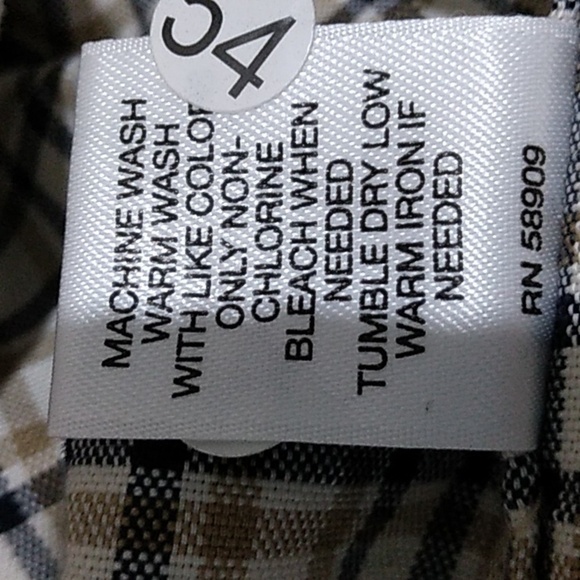 MACHINE WASH
WARM WASH
WITH LIKE COLOR
ONLY NON-
CHLORINE
BLEACH WHEN
NEEDED
TUMBLE DRY LOW
WARM IRON IF
NEEDED
RN 58909